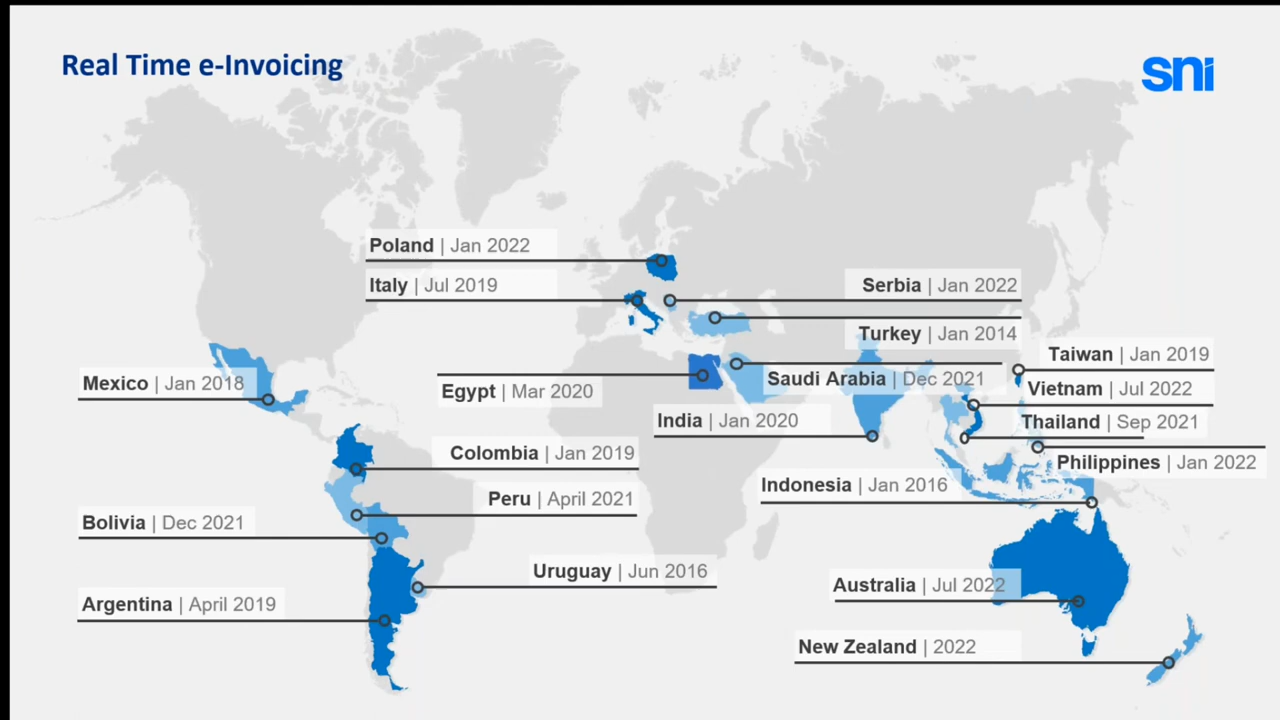 Real Time e-Invoicing
sni
Poland | Jan 2022
Italy | Jul 2019
Serbia | Jan 2022
Turkey | Jan 2014
Taiwan | Jan 2019
Mexico | Jan 2018
Egypt | Mar 2020
Saudi Arabia | Dec 2021
Vietnam | Jul 2022
India | Jan 2020
Thailand | Sep 2021
Colombia | Jan 2019
Philippines | Jan 2022
Peru | April 2021
Indonesia | Jan 2016
Bolivia | Dec 2021
Uruguay | Jun 2016
Australia | Jul 2022
Argentina | April 2019
New Zealand | 2022